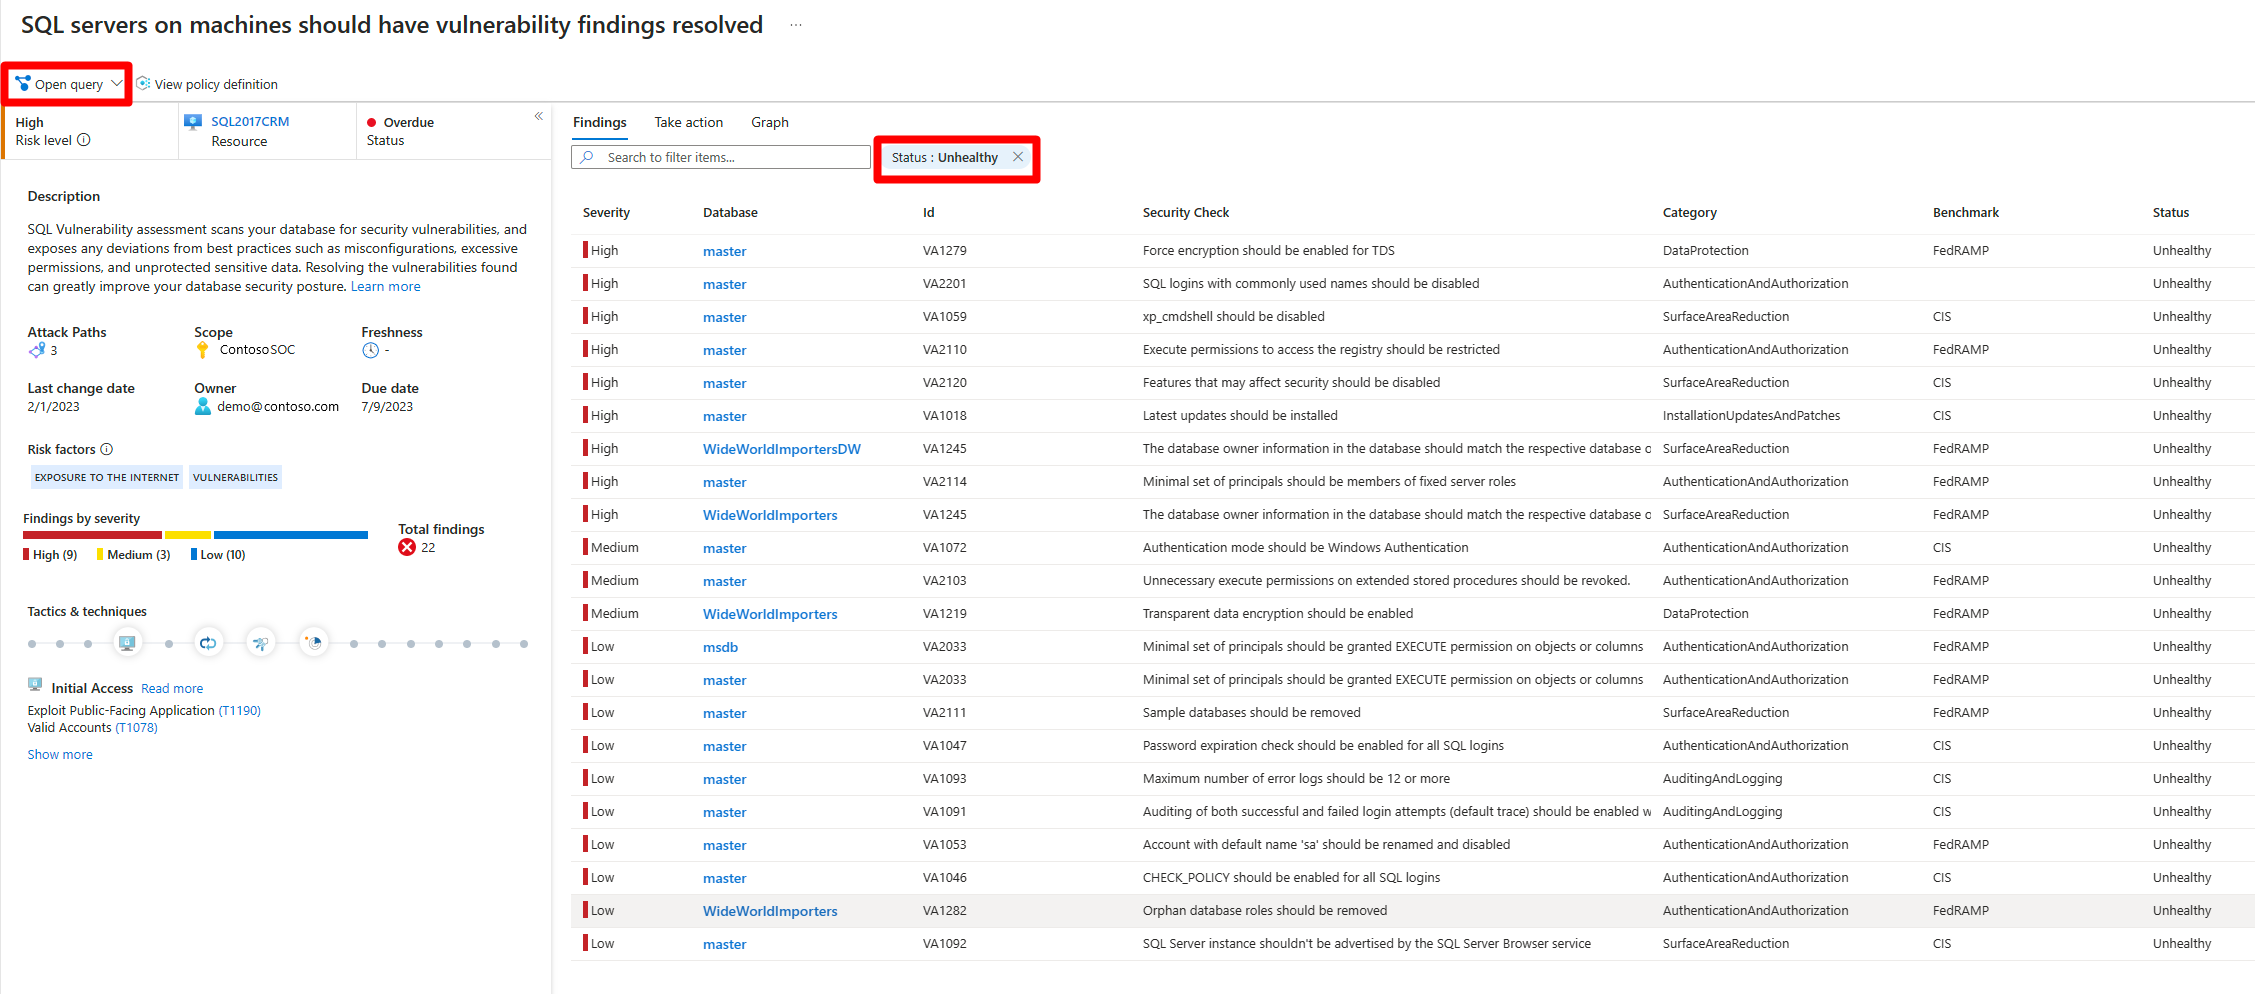 SQL servers on machines should have vulnerability findings resolved ...
Open query View policy definition
High
Risk level
SQL2017CRM
Resource
Overdue
Status
Description
SQL Vulnerability assessment scans your database for security vulnerabilities, and
exposes any deviations from best practices such as misconfigurations, excessive
permissions, and unprotected sensitive data. Resolving the vulnerabilities found
can greatly improve your database security posture. Learn more
Attack Paths Scope Freshness
3 ContosoSOC -
Last change date Owner Due date
2/1/2023 demo@contoso.com 7/9/2023
Risk factors
EXPOSURE TO THE INTERNET VULNERABILITIES
Findings by severity
High (9) Medium (3) Low (10)
Total findings
22
Tactics & techniques
Initial Access Read more
Exploit Public-Facing Application (T1190)
Valid Accounts (T1078)
Show more
Findings Take action Graph
Search to filter items... Status : Unhealthy
Severity Database Id Security Check Category Benchmark Status
High master VA1279 Force encryption should be enabled for TDS DataProtection FedRAMP Unhealthy
High master VA2201 SQL logins with commonly used names should be disabled AuthenticationAndAuthorization Unhealthy
High master VA1059 xp_cmdshell should be disabled SurfaceAreaReduction CIS Unhealthy
High master VA2110 Execute permissions to access the registry should be restricted AuthenticationAndAuthorization FedRAMP Unhealthy
High master VA2120 Features that may affect security should be disabled SurfaceAreaReduction CIS Unhealthy
High master VA1018 Latest updates should be installed InstallationUpdatesAndPatches CIS Unhealthy
High WideWorldImportersDW VA1245 The database owner information in the database should match the respective database o SurfaceAreaReduction FedRAMP Unhealthy
High master VA2114 Minimal set of principals should be members of fixed server roles AuthenticationAndAuthorization FedRAMP Unhealthy
High WideWorldImporters VA1245 The database owner information in the database should match the respective database o SurfaceAreaReduction FedRAMP Unhealthy
Medium master VA1072 Authentication mode should be Windows Authentication AuthenticationAndAuthorization CIS Unhealthy
Medium master VA2103 Unnecessary execute permissions on extended stored procedures should be revoked. AuthenticationAndAuthorization FedRAMP Unhealthy
Medium WideWorldImporters VA1219 Transparent data encryption should be enabled DataProtection FedRAMP Unhealthy
Low msdb VA2033 Minimal set of principals should be granted EXECUTE permission on objects or columns AuthenticationAndAuthorization FedRAMP Unhealthy
Low master VA2033 Minimal set of principals should be granted EXECUTE permission on objects or columns AuthenticationAndAuthorization FedRAMP Unhealthy
Low master VA2111 Sample databases should be removed SurfaceAreaReduction FedRAMP Unhealthy
Low master VA1047 Password expiration check should be enabled for all SQL logins AuthenticationAndAuthorization CIS Unhealthy
Low master VA1093 Maximum number of error logs should be 12 or more AuditingAndLogging CIS Unhealthy
Low master VA1091 Auditing of both successful and failed login attempts (default trace) should be enabled w AuditingAndLogging CIS Unhealthy
Low master VA1053 Account with default name 'sa' should be renamed and disabled AuthenticationAndAuthorization FedRAMP Unhealthy
Low master VA1046 CHECK_POLICY should be enabled for all SQL logins AuthenticationAndAuthorization CIS Unhealthy
Low WideWorldImporters VA1282 Orphan database roles should be removed AuthenticationAndAuthorization FedRAMP Unhealthy
Low master VA1092 SQL Server instance shouldn't be advertised by the SQL Server Browser service SurfaceAreaReduction CIS Unhealthy